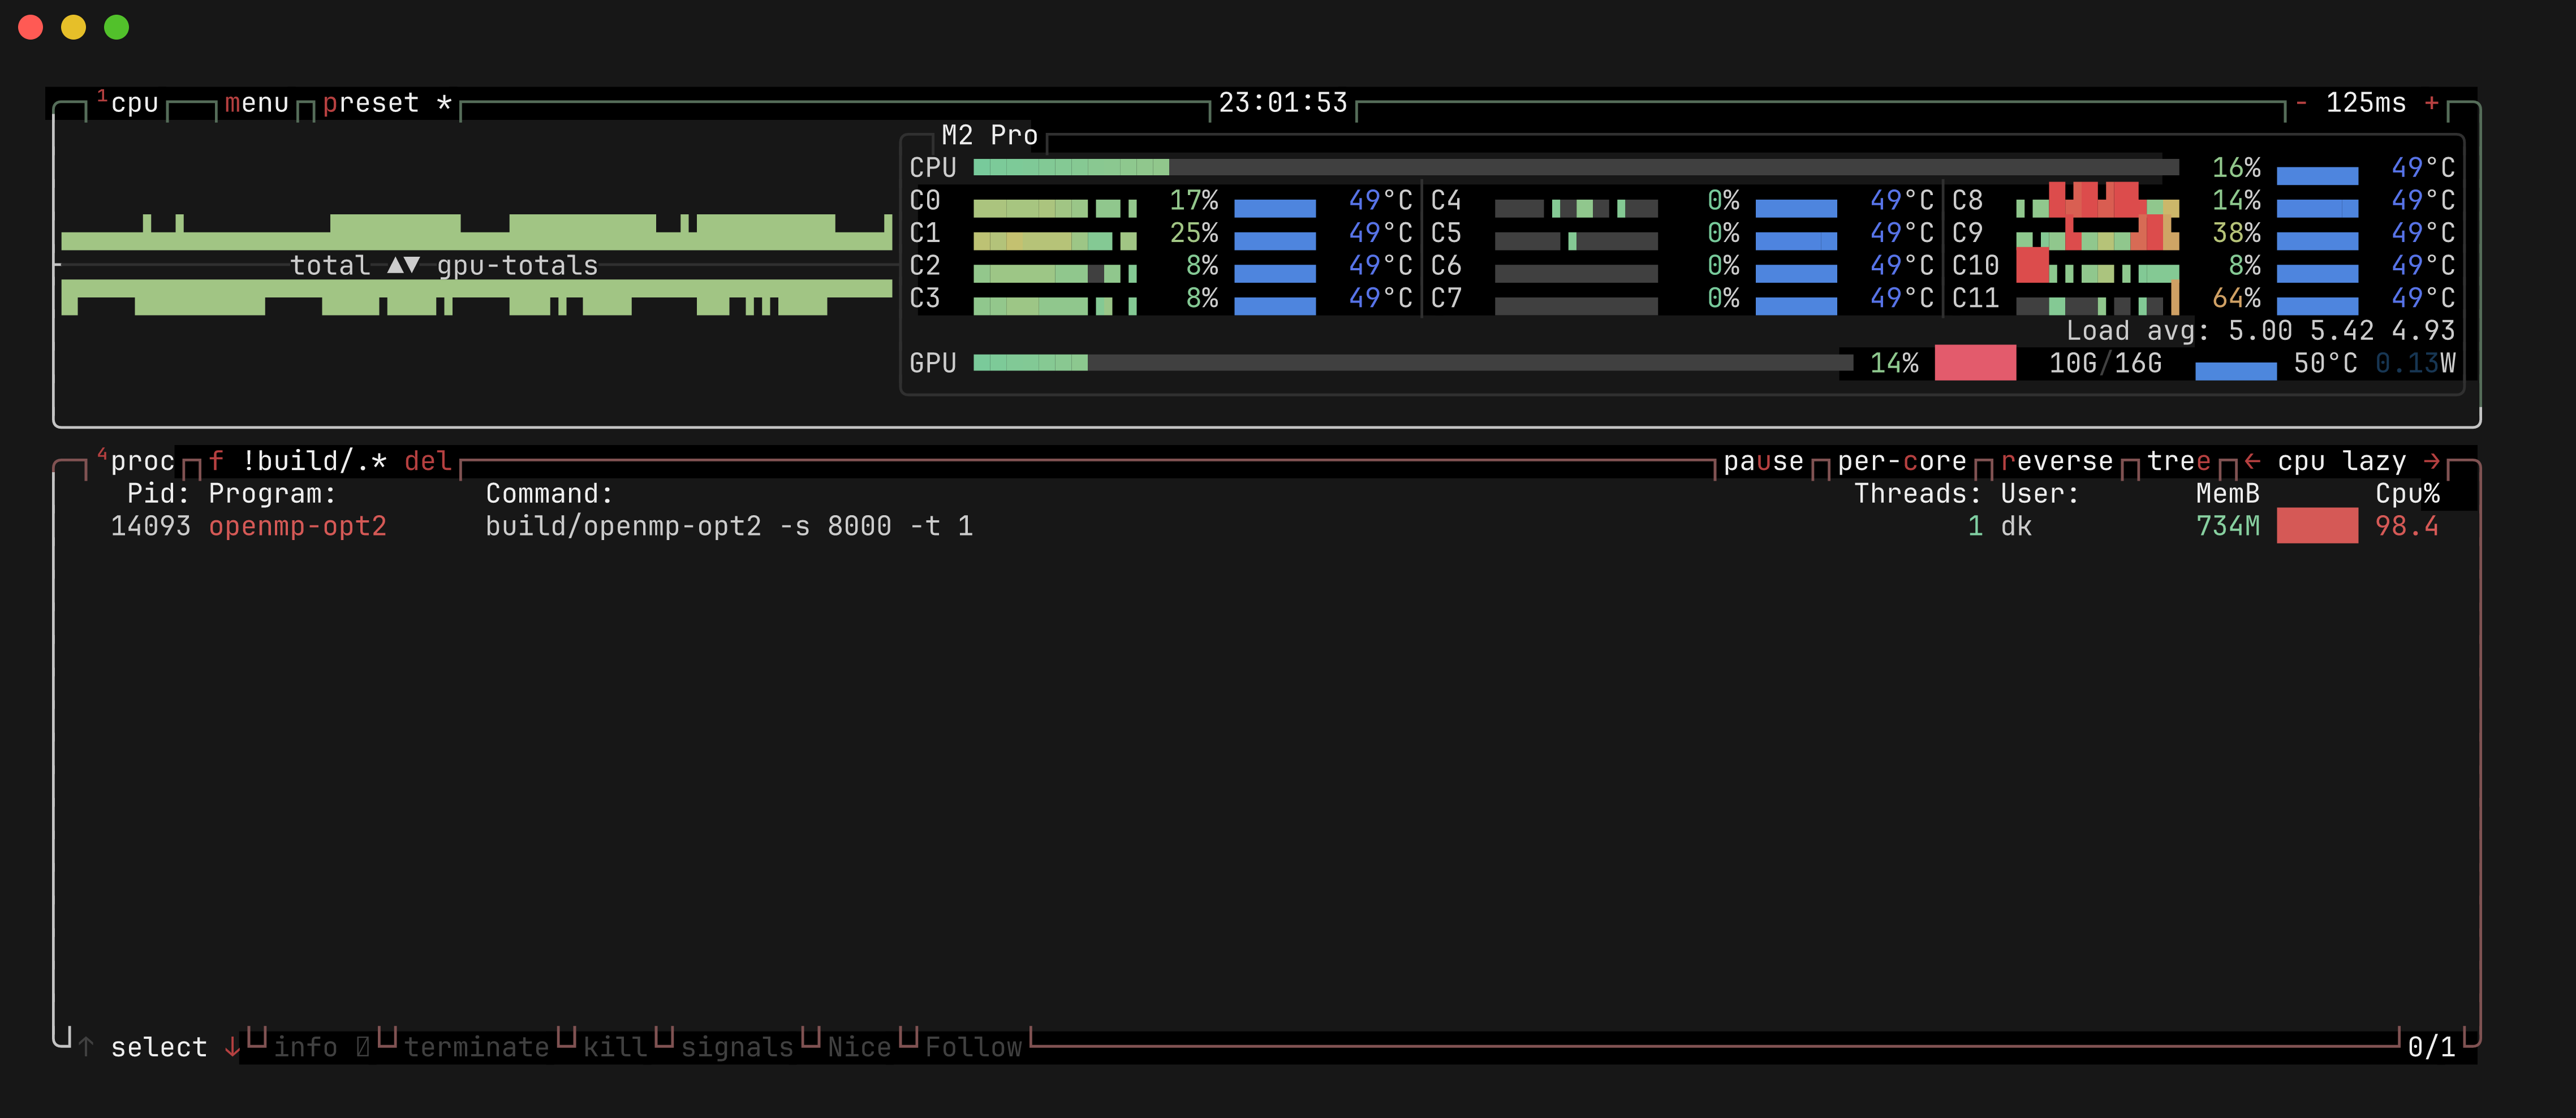 ¹cpu menu preset * 23:01:53 - 125ms +
M2 Pro
CPU 16% 49°C
C0 17% 49°C C4 0% 49°C C8 14% 49°C
C1 25% 49°C C5 0% 49°C C9 38% 49°C
total ▲▼ gpu-totals C2 8% 49°C C6 0% 49°C C10 8% 49°C
C3 8% 49°C C7 0% 49°C C11 64% 49°C
Load avg: 5.00 5.42 4.93
GPU 14% 10G/16G 50°C 0.13W
⁴proc f !build/.* del pause per-core reverse tree ← cpu lazy →
Pid: Program: Command: Threads: User: MemB Cpu%
14093 openmp-opt2 build/openmp-opt2 -s 8000 -t 1 1 dk 734M 98.4
↑ select ↓ info terminate kill signals Nice Follow 0/1